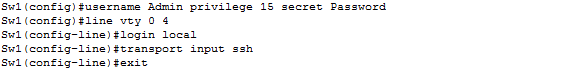 Sw1(config)#username Admin privilege 15 secret Password
Sw1(config)#line vty 0 4
Sw1(config-line)#login local
Sw1(config-line)#transport input ssh
Sw1(config-line)#exit